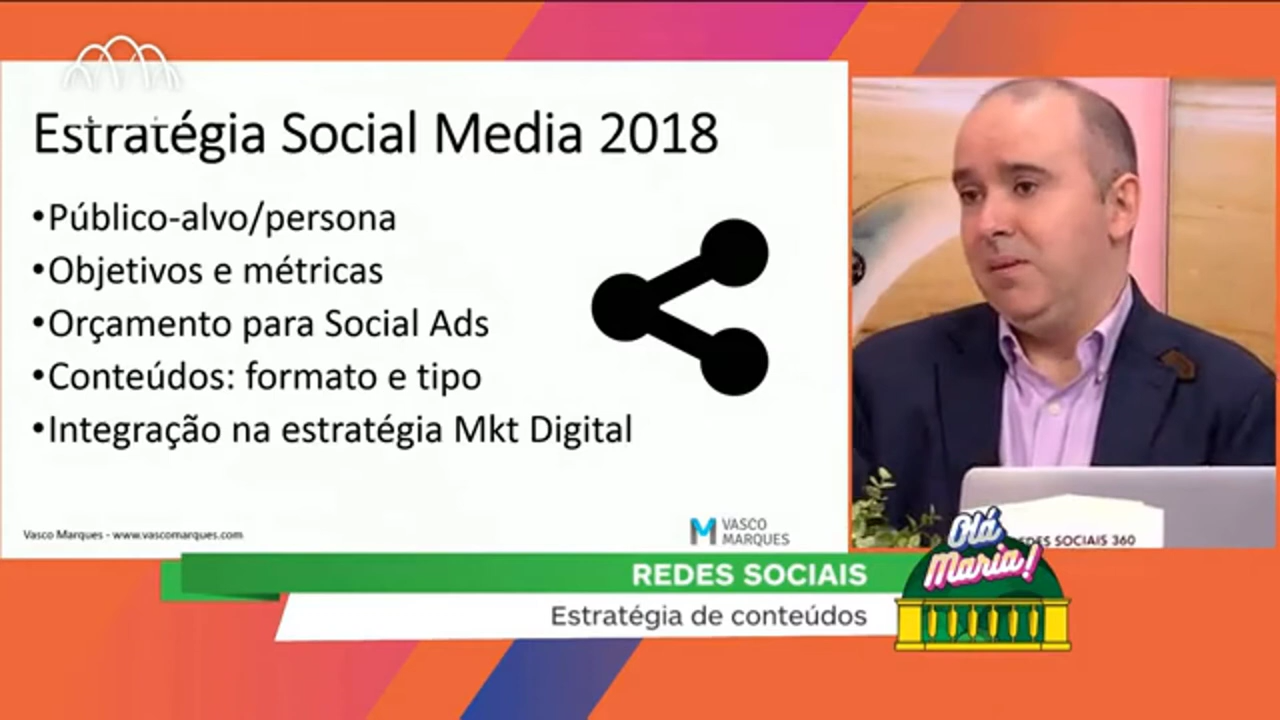 Estratégia Social Media 2018
•Público-alvo/persona
•Objetivos e métricas
•Orçamento para Social Ads
•Conteúdos: formato e tipo
•Integração na estratégia Mkt Digital
Vasco Marques - www.vascomarques.com
VASCO
MARQUES
SOCIAIS 360
Olá
Maria!
REDES SOCIAIS
Estratégia de conteúdos